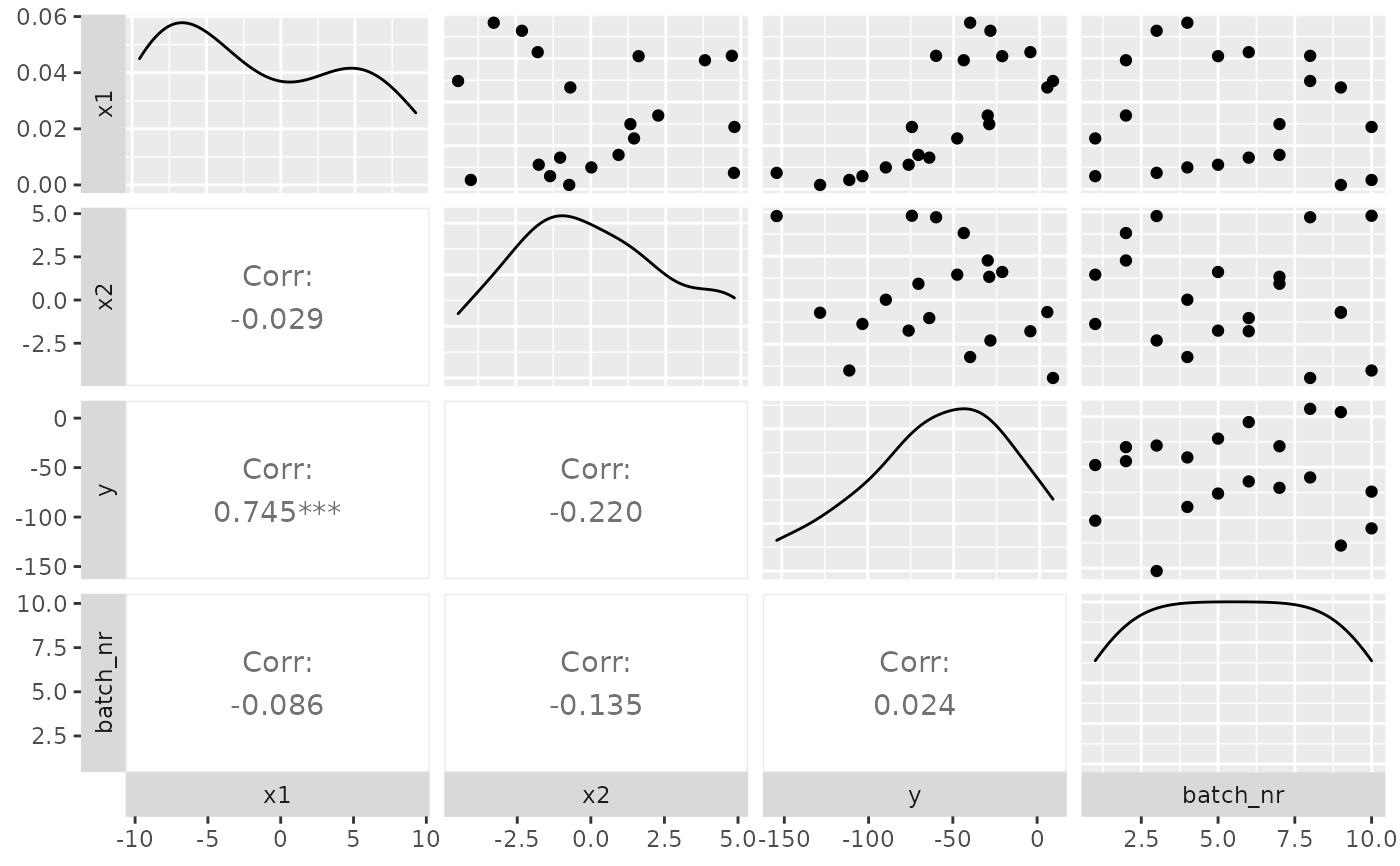 0.06
0.04
0.02
0.00
x1
5.0
2.5
0.0
-2.5
x2
Corr:
-0.029
0
-50
-100
-150
y
Corr:
0.745***
Corr:
-0.220
10.0
7.5
5.0
2.5
batch_nr
Corr:
-0.086
Corr:
-0.135
Corr:
0.024
x1
x2
y
batch_nr
-10 -5 0 5 10
-2.5 0.0 2.5 5.0
-150 -100 -50 0
2.5 5.0 7.5 10.0